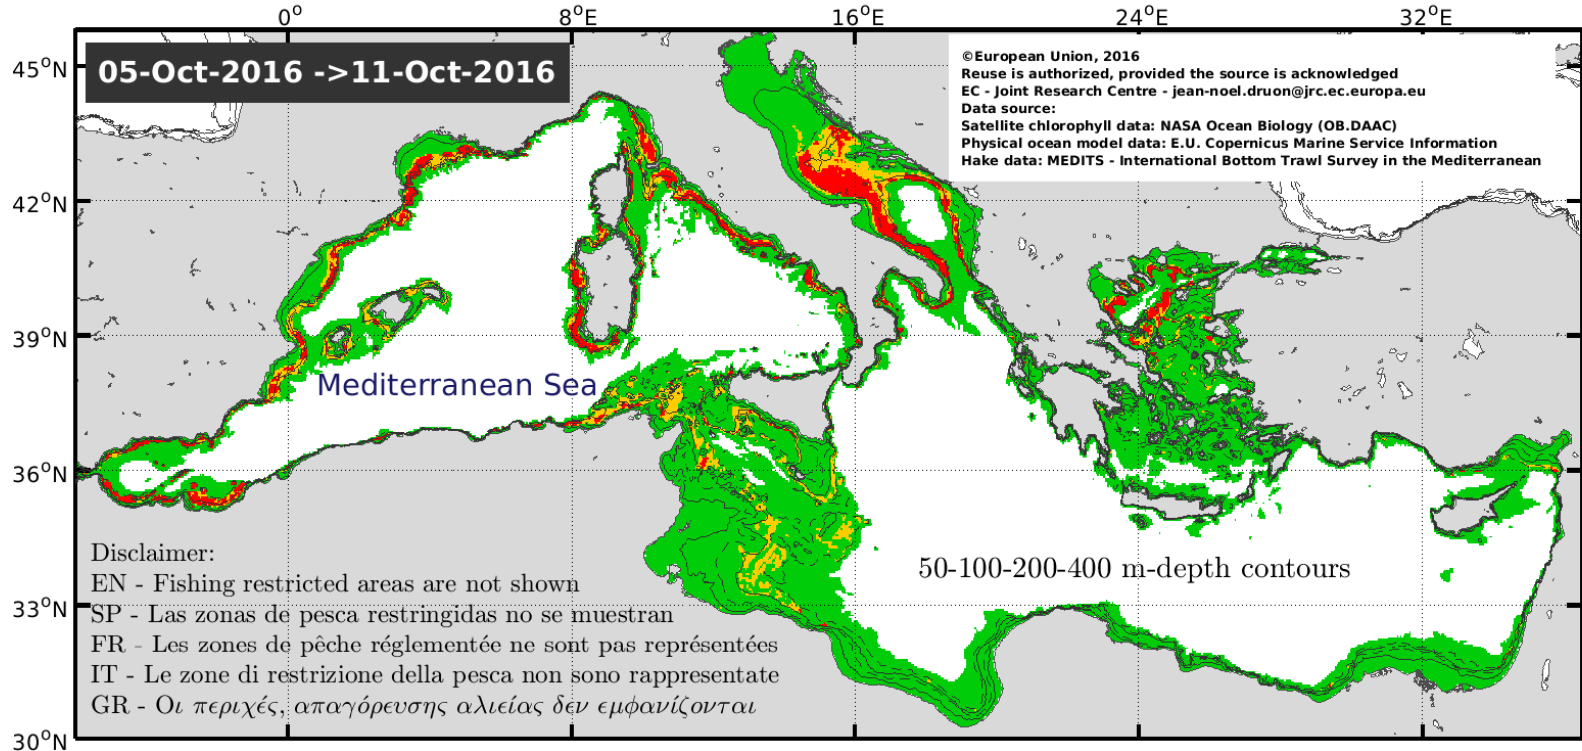 0° 8°E 16°E 24°E 32°E
05-Oct-2016 ->11-Oct-2016
©European Union, 2016
Reuse is authorized, provided the source is acknowledged
EC - Joint Research Centre - jean-noel.druon@jrc.ec.europa.eu
Data source:
Satellite chlorophyll data: NASA Ocean Biology (OB.DAAC)
Physical ocean model data: E.U. Copernicus Marine Service Information
Hake data: MEDITS - International Bottom Trawl Survey in the Mediterranean
45°N
42°N
39°N
Mediterranean Sea
36°N
50-100-200-400 m-depth contours
Disclaimer:
EN - Fishing restricted areas are not shown
33°N
SP - Las zonas de pesca restringidas no se muestran
FR - Les zones de pêche réglementée ne sont pas représentées
IT - Le zone di restrizione della pesca non sono rappresentate
GR - Οι περιχές, απαγόρευσης αλιείας δεν εμφανίζονται
30°N